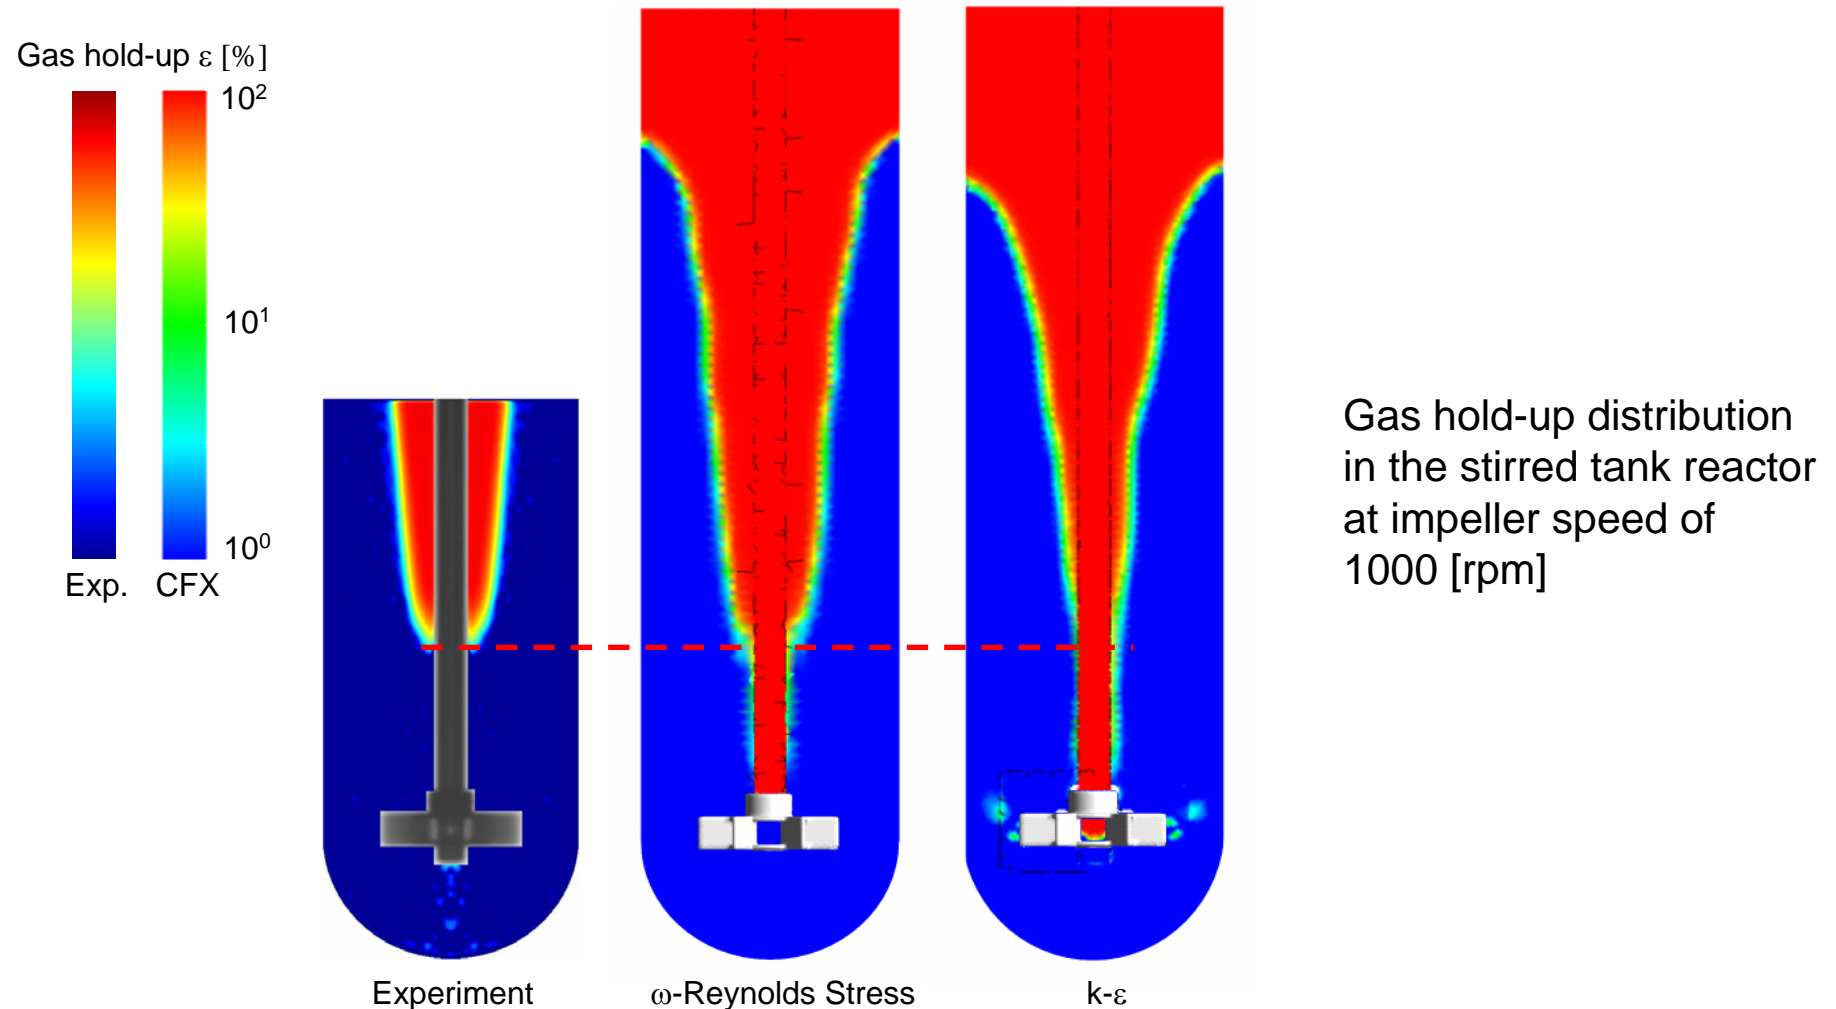 Gas hold-up ε [%]
10²
10¹
10⁰
Exp. CFX
Gas hold-up distribution
in the stirred tank reactor
at impeller speed of
1000 [rpm]
Experiment
ω-Reynolds Stress
k-ε